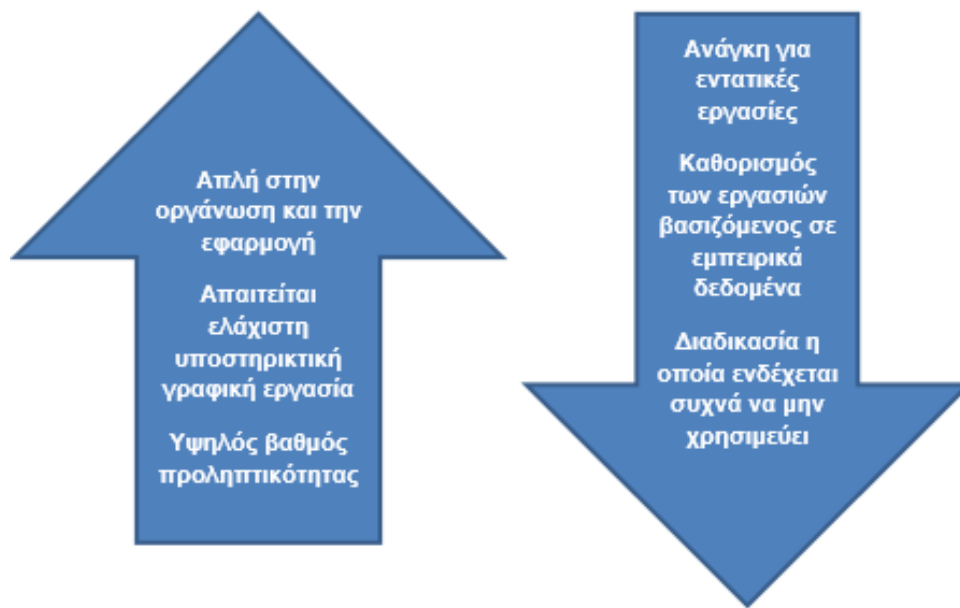 Απλή στην
οργάνωση και την
εφαρμογή
Απαιτείται
ελάχιστη
υποστηρικτική
γραφική εργασία
Υψηλός βαθμός
προληπτικότητας
Ανάγκη για
εντατικές
εργασίες
Καθορισμός
των εργασιών
βασιζόμενος σε
εμπειρικά
δεδομένα
Διαδικασία η
οποία ενδέχεται
συχνά να μην
χρησιμεύει